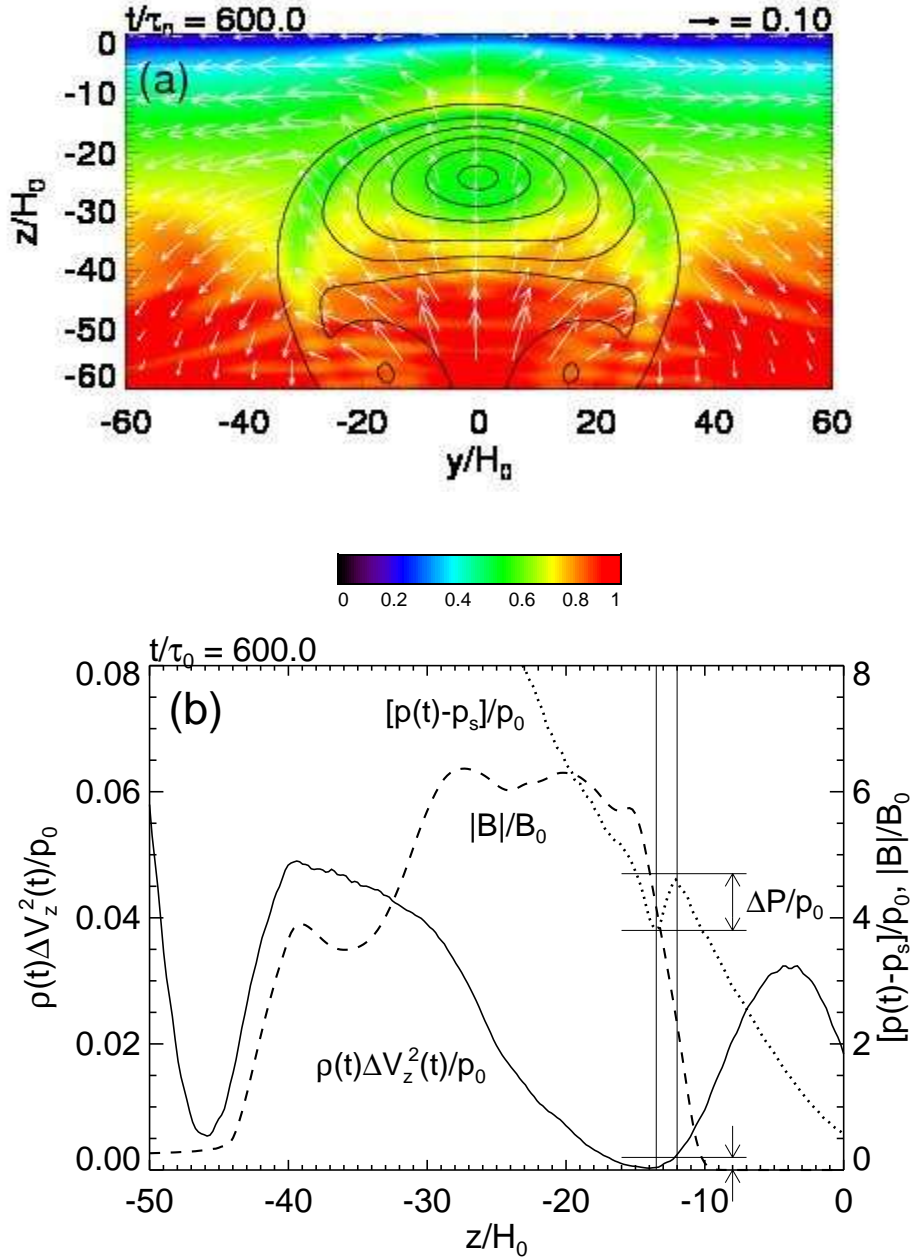 t/τ₀ = 600.0 → = 0.10
(a)
0
-10
-20
-30
-40
-50
-60
z/H₀
-60 -40 -20 0 20 40 60
y/H₀
0 0.2 0.4 0.6 0.8 1
t/τ₀ = 600.0
(b)
0.08
0.06
0.04
0.02
0.00
ρ(t)ΔV_z²(t)/p₀
[p(t)-pₛ]/p₀
|B|/B₀
ΔP/p₀
ρ(t)ΔV_z²(t)/p₀
8
6
4
2
0
[p(t)-pₛ]/p₀, |B|/B₀
-50 -40 -30 -20 -10 0
z/H₀